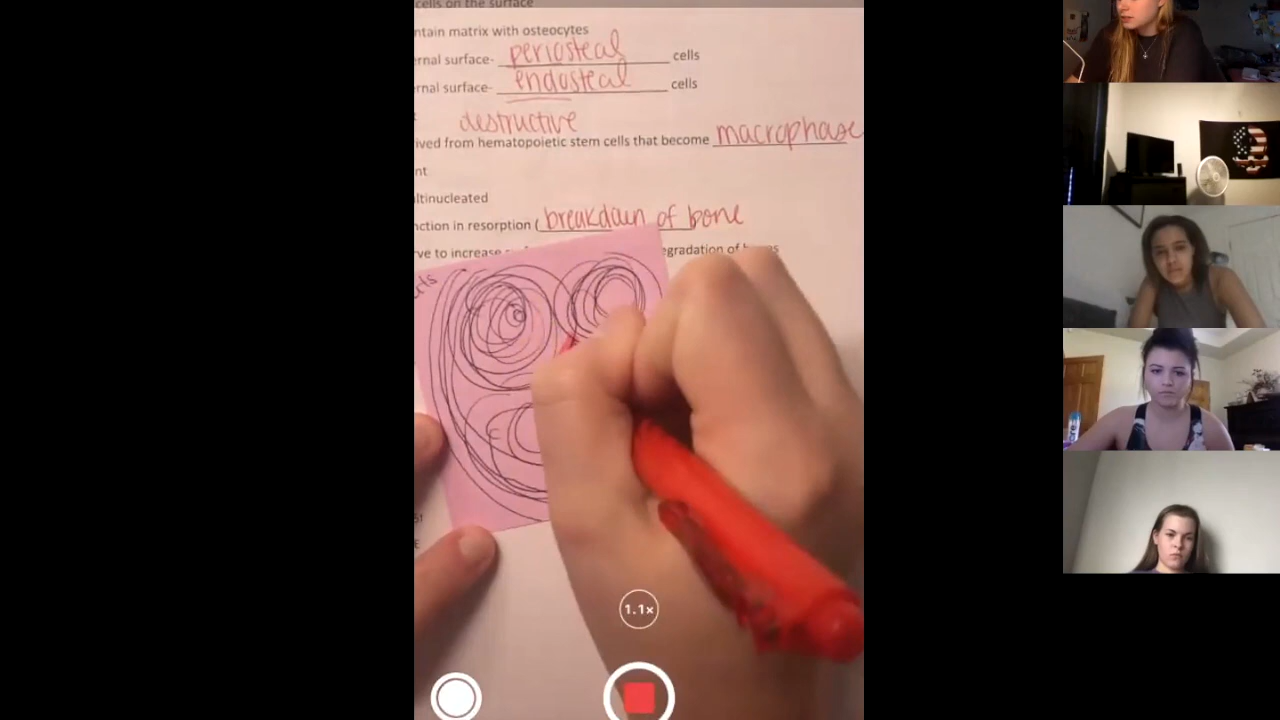 cells on the surface
ntain matrix with osteocytes
rnal surface- periosteal cells
rnal surface- endosteal cells
destructive
ived from hematopoietic stem cells that become macrophase
nt
ltinucleated
nction in resorption ( breakdown of bone
ve to increase egradation of
1.1×